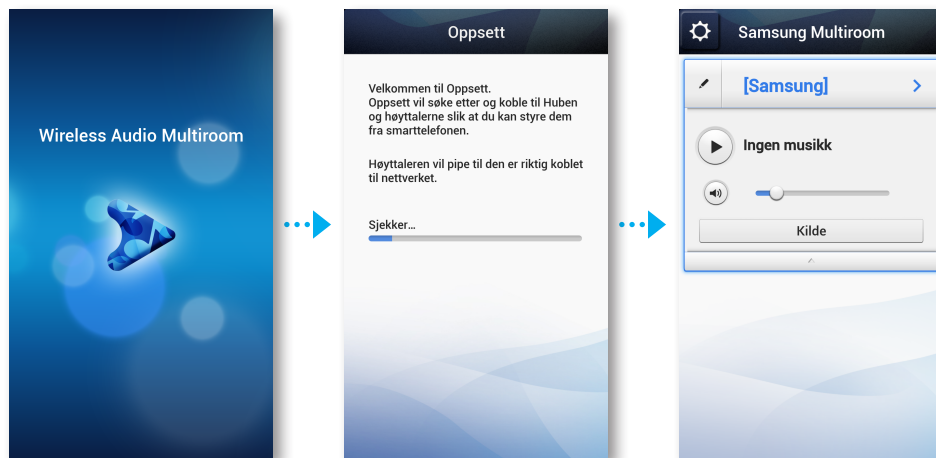 Wireless Audio Multiroom
Oppsett
Velkommen til Oppsett.
Oppsett vil søke etter og koble til Huben
og høyttalerne slik at du kan styre dem
fra smarttelefonen.
Høyttaleren vil pipe til den er riktig koblet
til nettverket.
Sjekker...
Samsung Multiroom
[Samsung]
Ingen musikk
Kilde